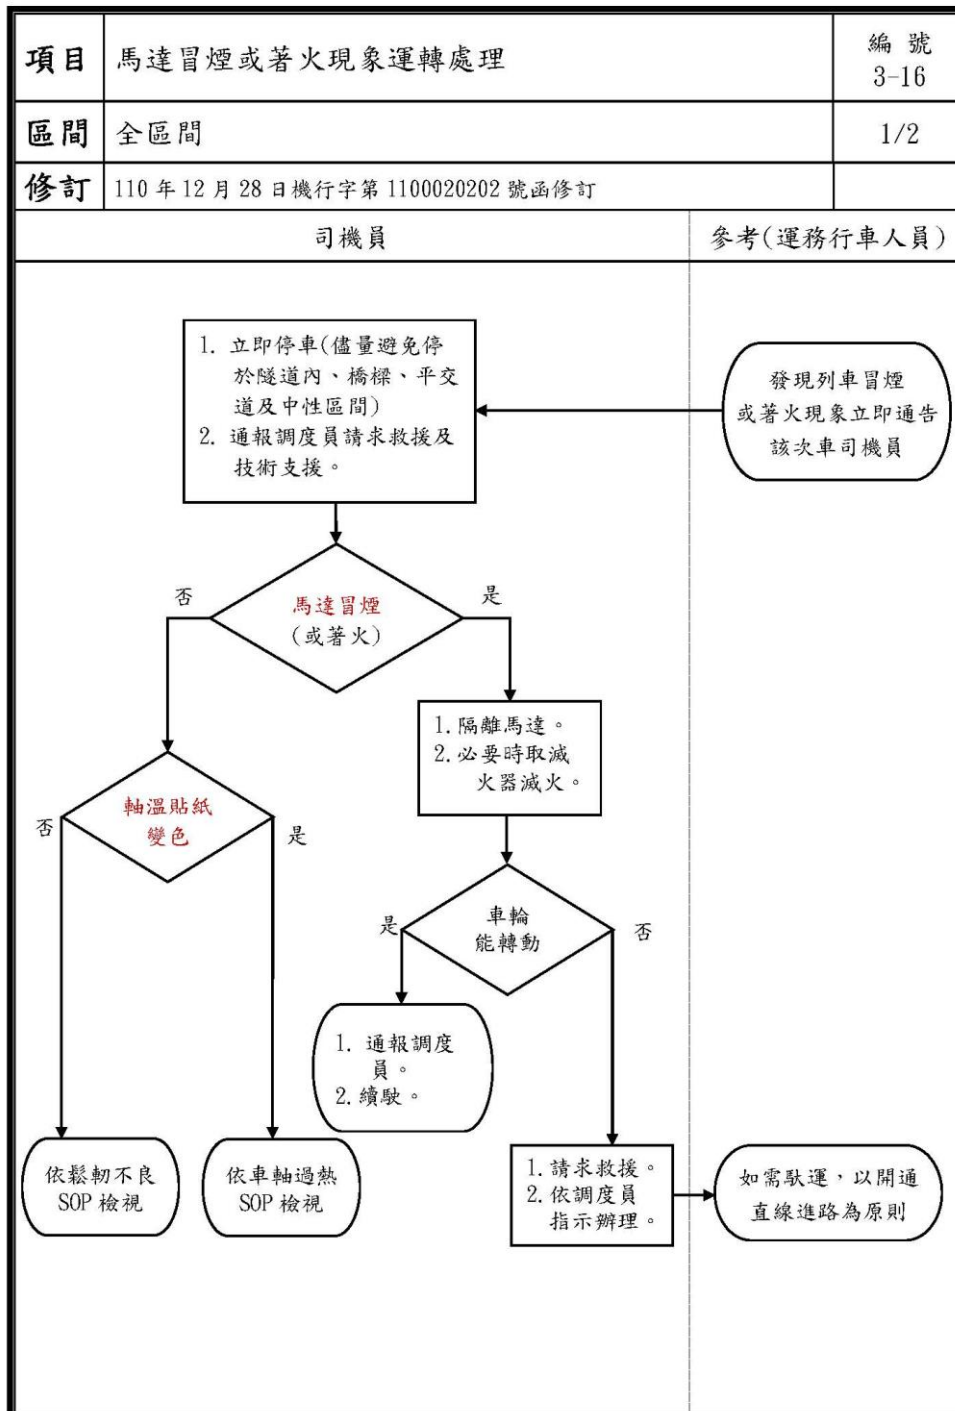 項目
馬達冒煙或著火現象運轉處理
編 號
3-16
區間
全區間
1/2
修訂
110 年 12 月 28 日機行字第 1100020202 號函修訂
司機員
參考(運務行車人員)
1. 立即停車(儘量避免停
於隧道內、橋樑、平交
道及中性區間)
2. 通報調度員請求救援及
技術支援。
發現列車冒煙
或著火現象立即通告
該次車司機員
否
馬達冒煙
(或著火)
是
1. 隔離馬達。
2. 必要時取滅
火器滅火。
否
軸溫貼紙
變色
是
是
車輪
能轉動
否
1. 通報調度
員。
2. 續駛。
依鬆軔不良
SOP 檢視
依車軸過熱
SOP 檢視
1. 請求救援。
2. 依調度員
指示辦理。
如需馱運，以開通
直線進路為原則